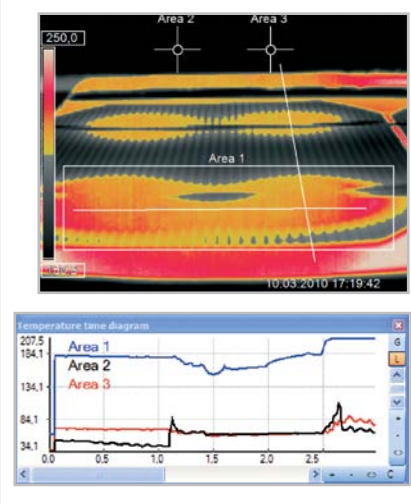 Area 2 Area 3
250,0
Area 1
10.03.2010 17:19:42
Temperature time diagram
207,5
184,1
134,1
84,1
34,1
Area 1
Area 2
Area 3
0.0 0.5 1.0 1.5 2.0 2.5
G
L
C